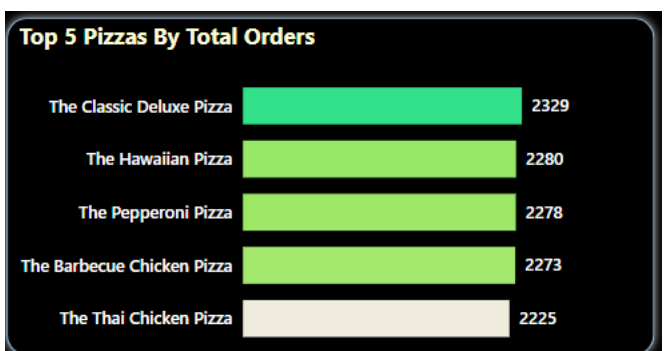 Top 5 Pizzas By Total Orders
The Classic Deluxe Pizza 2329
The Hawaiian Pizza 2280
The Pepperoni Pizza 2278
The Barbecue Chicken Pizza 2273
The Thai Chicken Pizza 2225